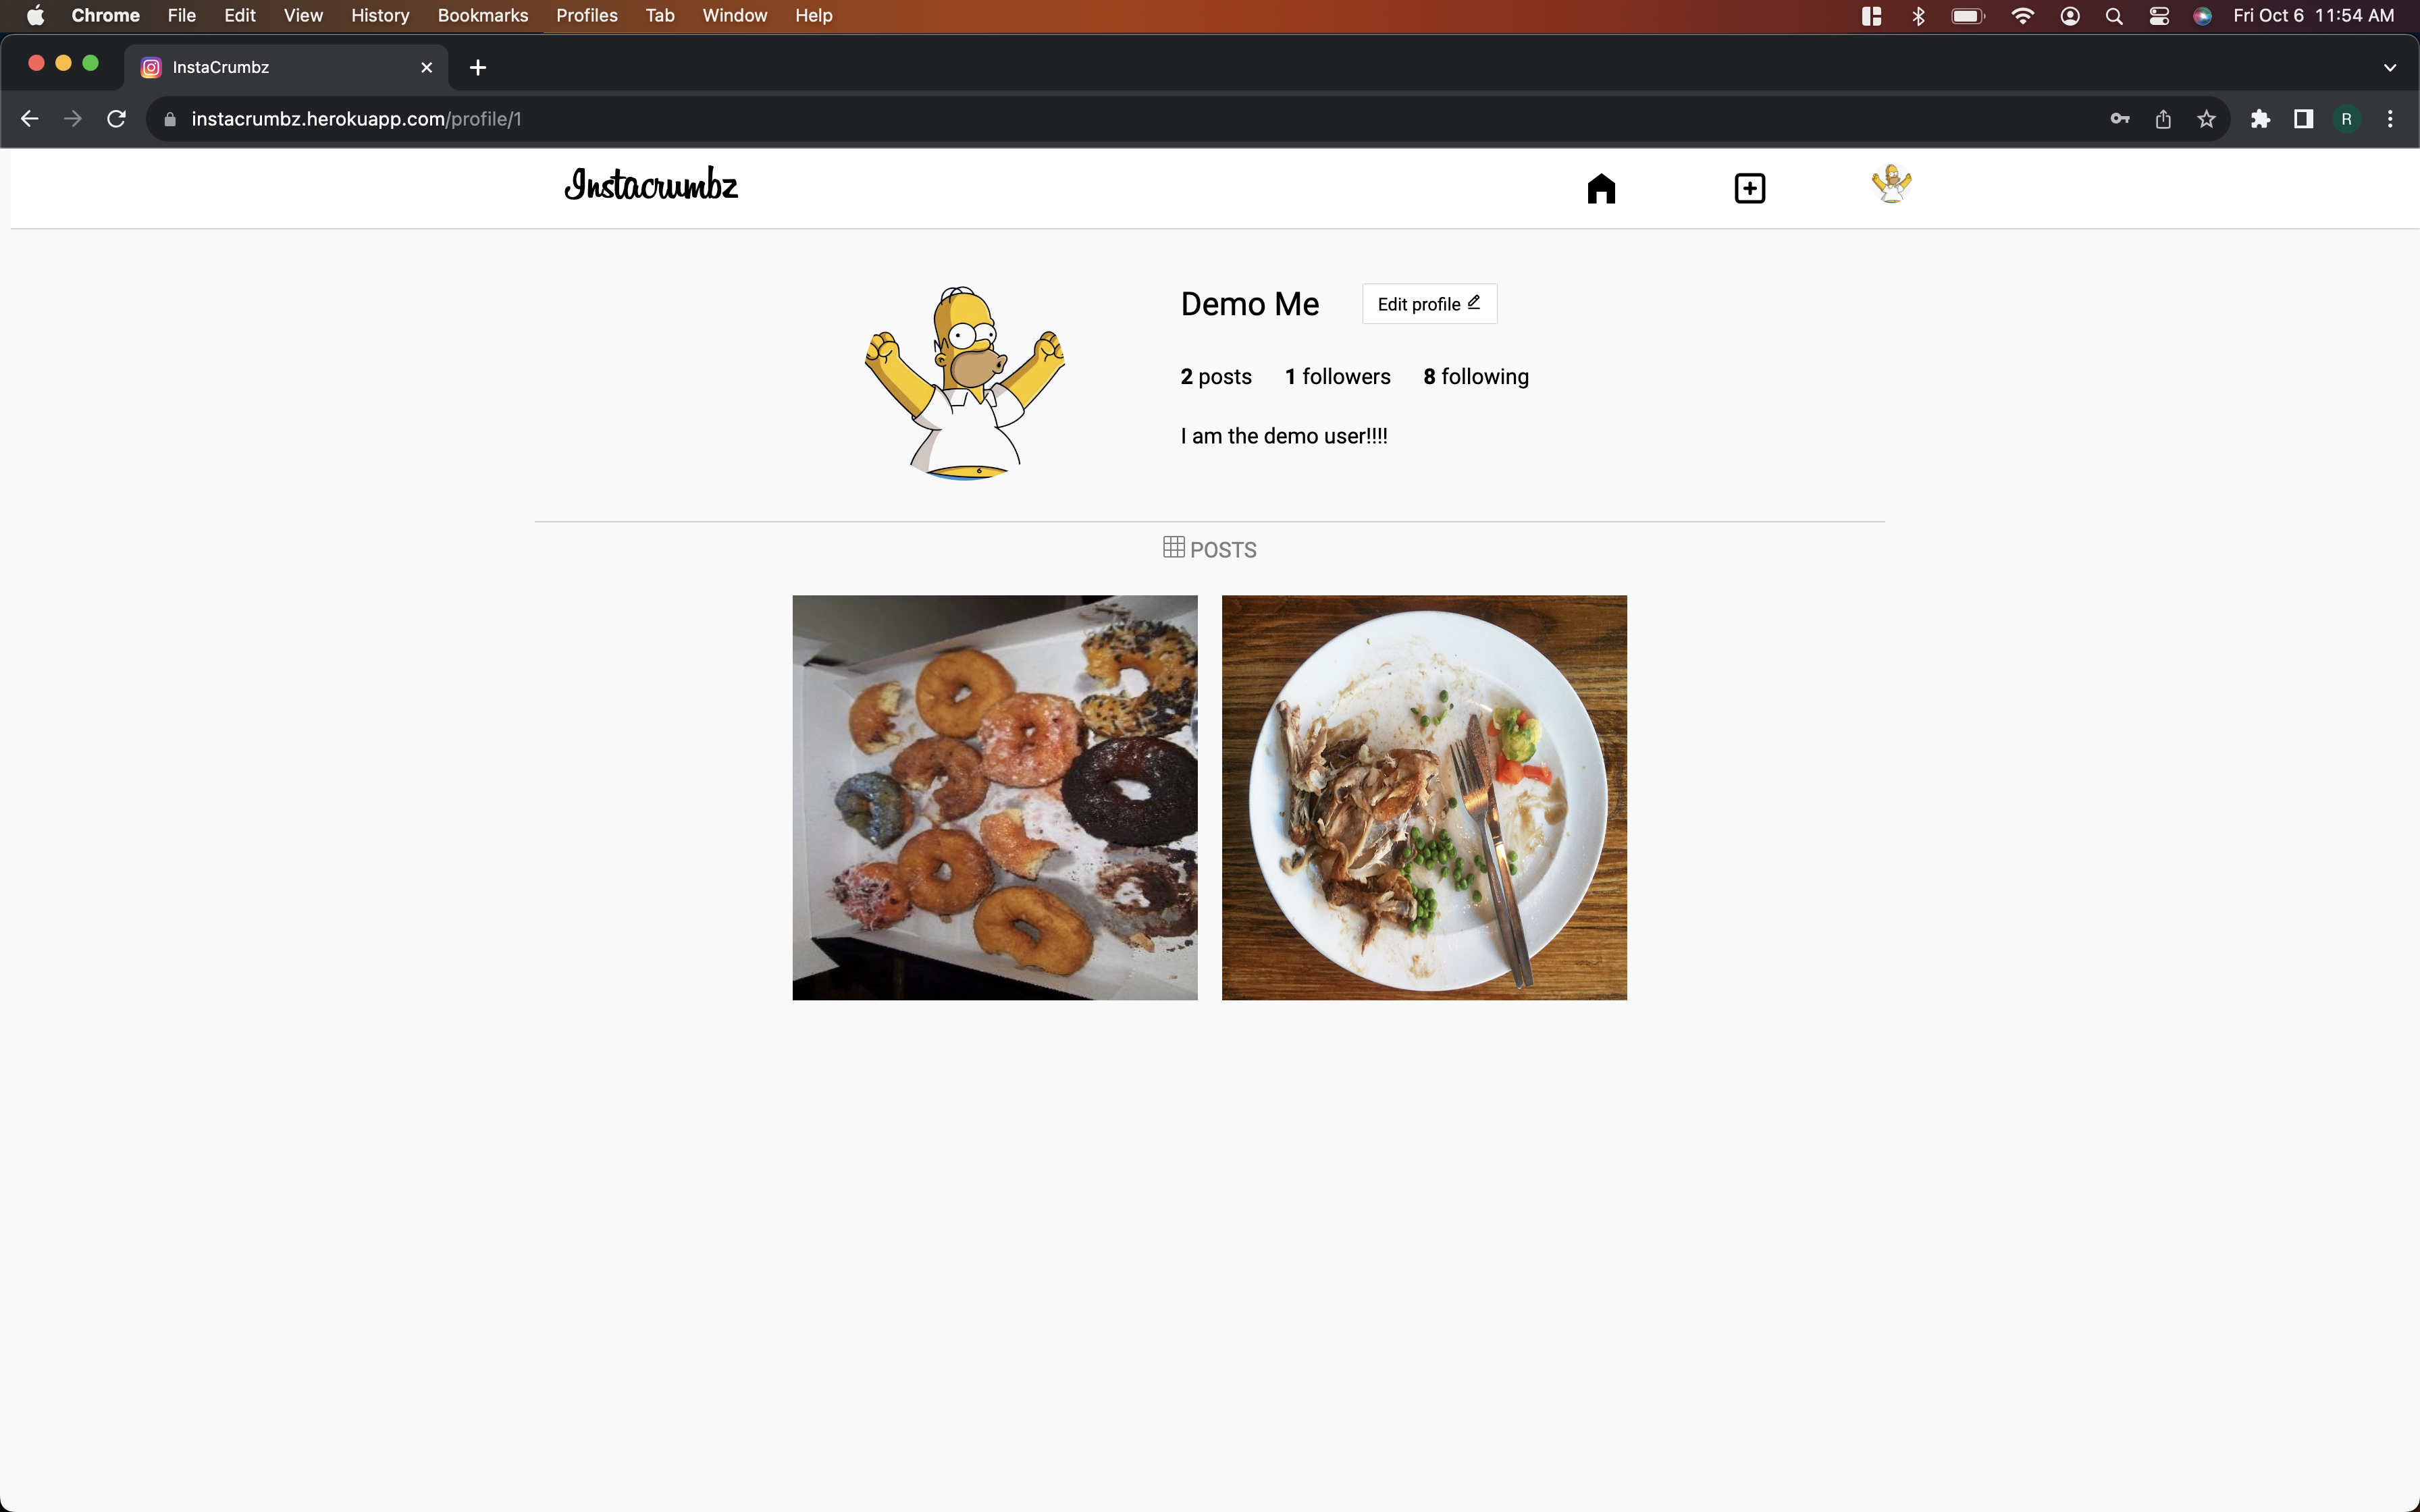 Chrome File Edit View History Bookmarks Profiles Tab Window Help Fri Oct 6 11:54 AM
InstaCrumbz
instacrumbz.herokuapp.com/profile/1 R
Instacrumbz
Demo Me Edit profile
2 posts 1 followers 8 following
I am the demo user!!!!
POSTS